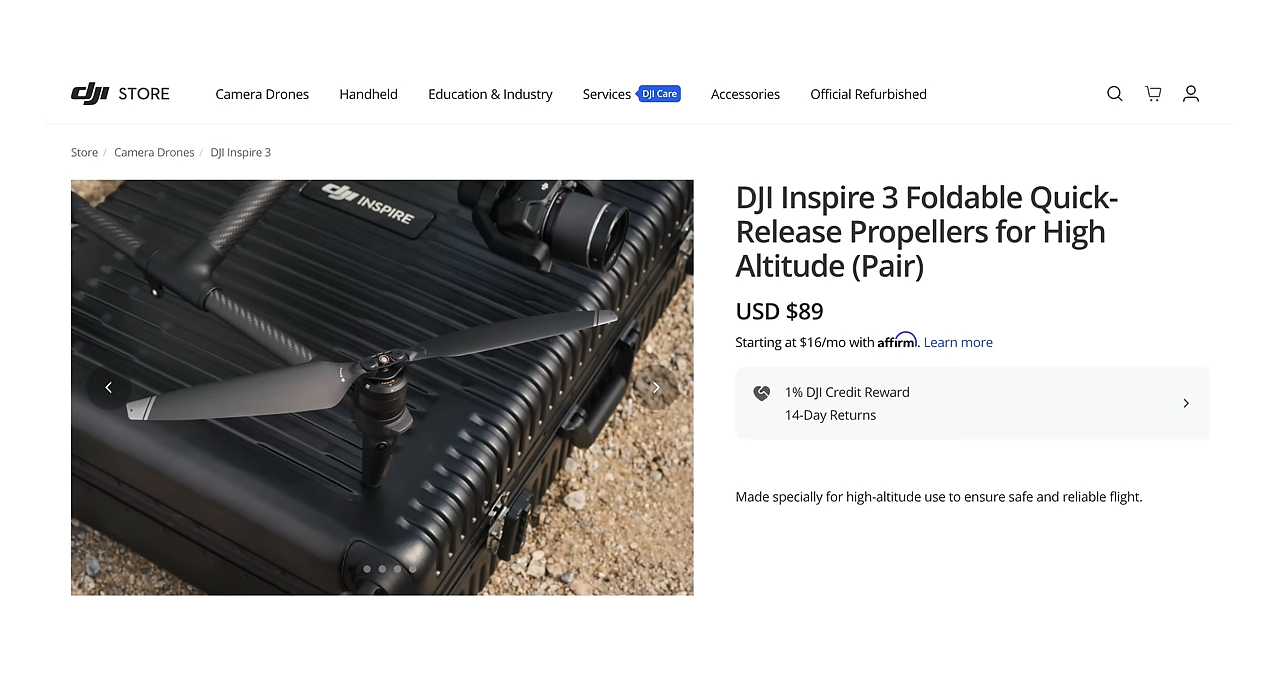 dji STORE
Camera Drones
Handheld
Education & Industry
Services DJI Care
Accessories
Official Refurbished
Store / Camera Drones / DJI Inspire 3
dji INSPIRE
DJI Inspire 3 Foldable Quick-
Release Propellers for High
Altitude (Pair)
USD $89
Starting at $16/mo with affirm. Learn more
1% DJI Credit Reward
14-Day Returns
Made specially for high-altitude use to ensure safe and reliable flight.